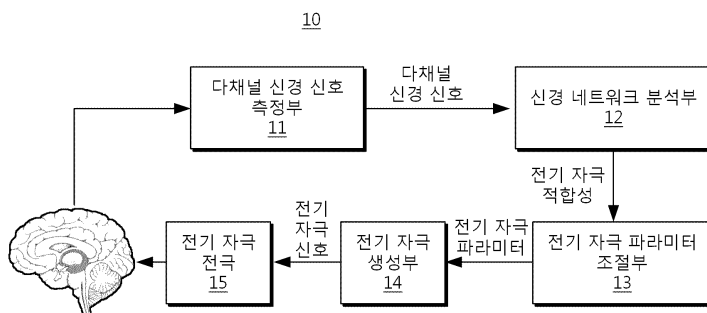 10
다채널 신경 신호
측정부
11
다채널
신경 신호
신경 네트워크 분석부
12
전기 자극
적합성
전기 자극 파라미터
조절부
13
전기 자극
파라미터
전기 자극
생성부
14
전기
자극
신호
전기 자극
전극
15